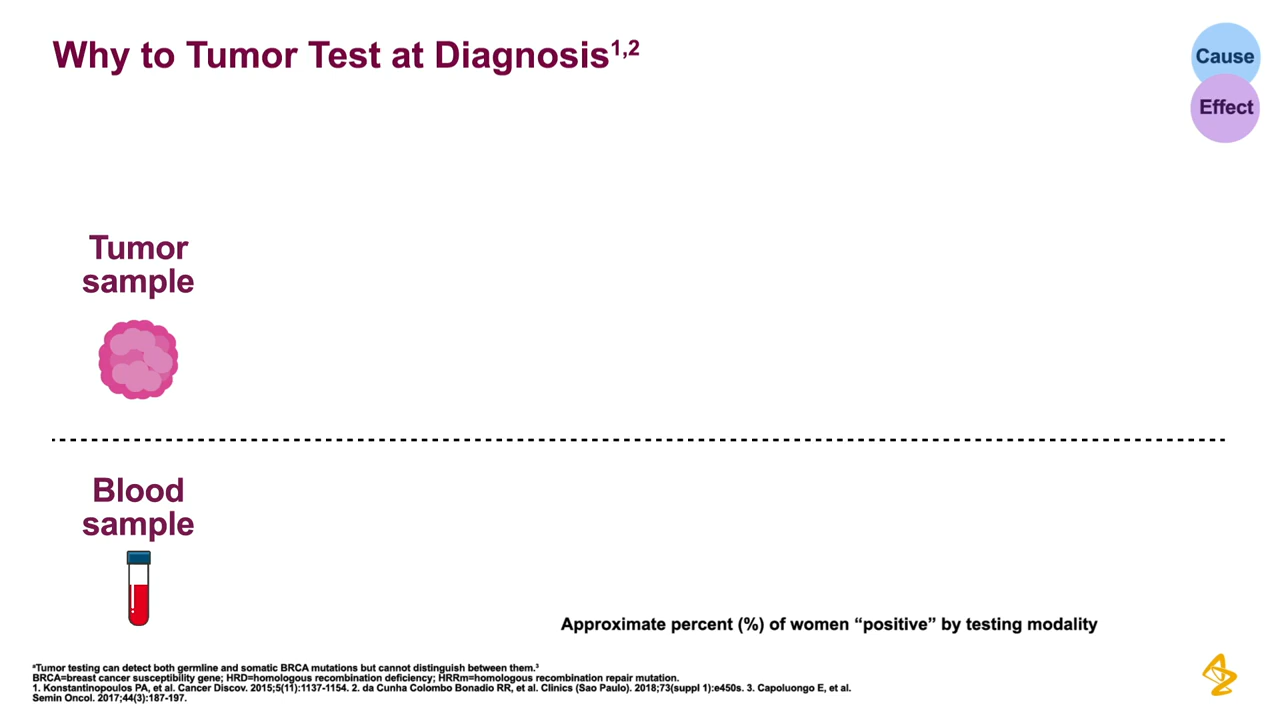 Why to Tumor Test at Diagnosis1,2
Cause
Effect
Tumor
sample
Blood
sample
Approximate percent (%) of women “positive” by testing modality
ᵃTumor testing can detect both germline and somatic BRCA mutations but cannot distinguish between them.³
BRCA=breast cancer susceptibility gene; HRD=homologous recombination deficiency; HRRm=homologous recombination repair mutation.
1. Konstantinopoulos PA, et al. Cancer Discov. 2015;5(11):1137-1154. 2. da Cunha Colombo Bonadio RR, et al. Clinics (Sao Paulo). 2018;73(suppl 1):e450s. 3. Capoluongo E, et al.
Semin Oncol. 2017;44(3):187-197.